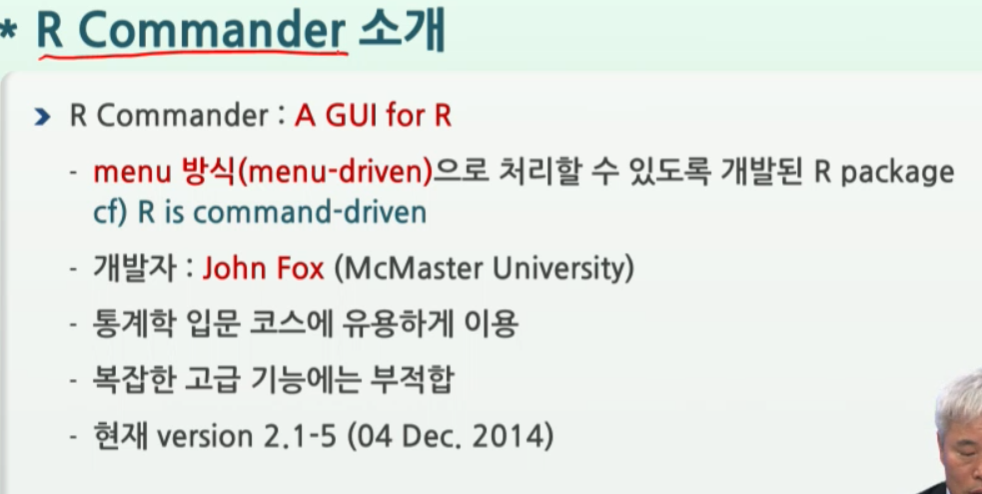 * R Commander 소개
› R Commander : A GUI for R
- menu 방식(menu-driven)으로 처리할 수 있도록 개발된 R package
cf) R is command-driven
- 개발자 : John Fox (McMaster University)
- 통계학 입문 코스에 유용하게 이용
- 복잡한 고급 기능에는 부적합
- 현재 version 2.1-5 (04 Dec. 2014)